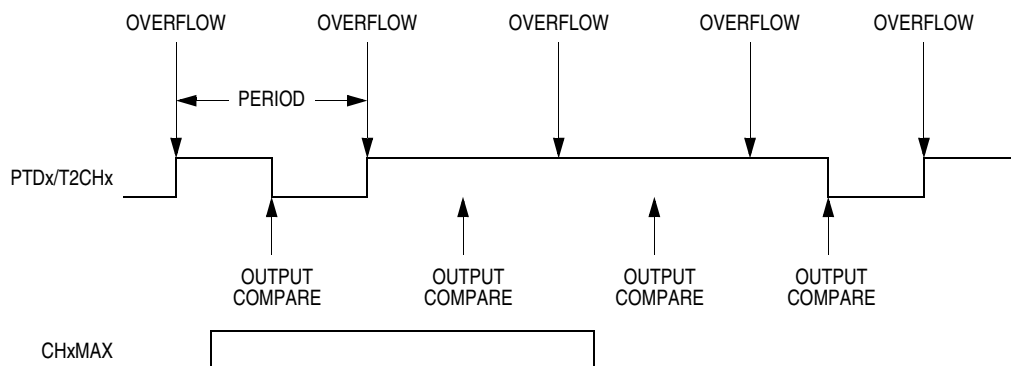 OVERFLOW OVERFLOW OVERFLOW OVERFLOW OVERFLOW
PERIOD
PTDx/T2CHx
OUTPUT COMPARE
OUTPUT COMPARE
OUTPUT COMPARE
OUTPUT COMPARE
CHxMAX